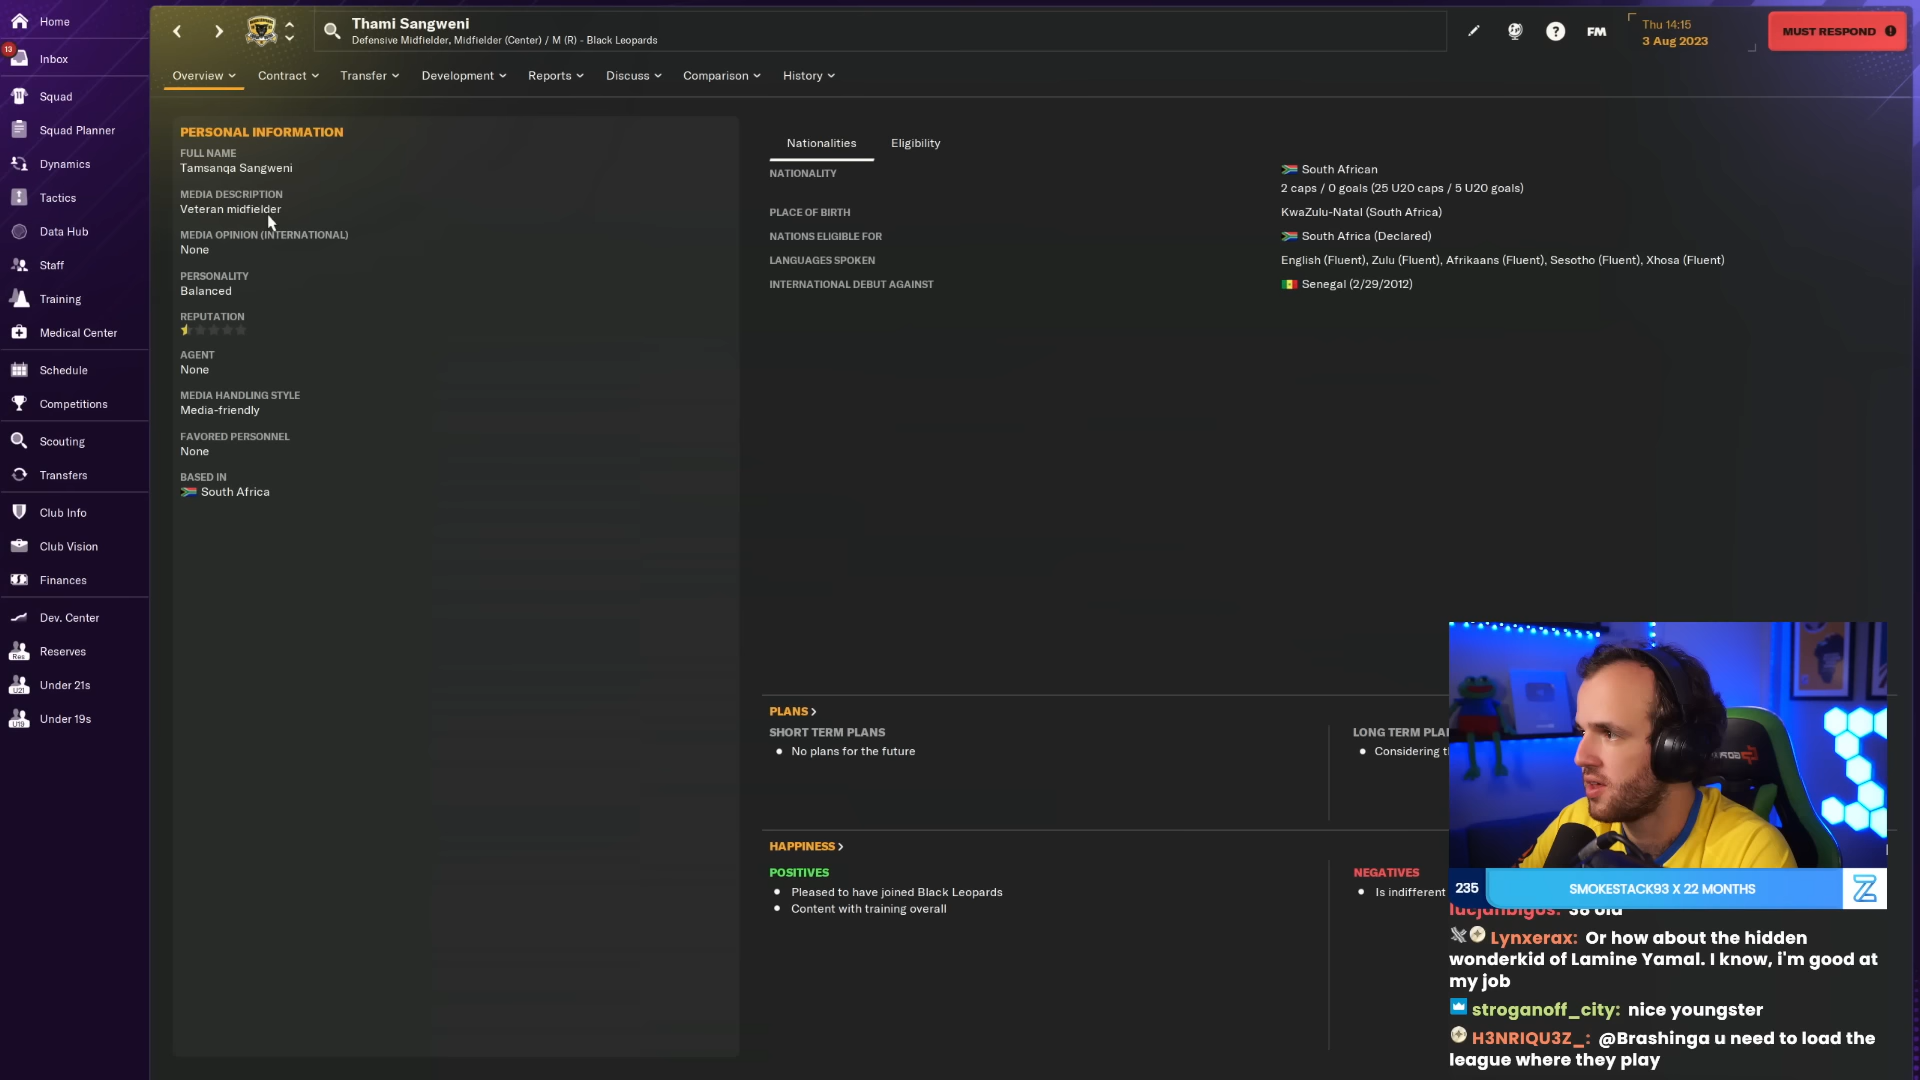 Home
13
Inbox
Squad
Squad Planner
Dynamics
Tactics
Data Hub
Staff
Training
Medical Center
Schedule
Competitions
Scouting
Transfers
Club Info
Club Vision
Finances
Dev. Center
Reserves
Under 21s
Under 19s
Thami Sangweni
Defensive Midfielder, Midfielder (Center) / M (R) - Black Leopards
FM
Thu 14:15
3 Aug 2023
MUST RESPOND
Overview
Contract
Transfer
Development
Reports
Discuss
Comparison
History
PERSONAL INFORMATION
FULL NAME
Tamsanqa Sangweni
MEDIA DESCRIPTION
Veteran midfielder
MEDIA OPINION (INTERNATIONAL)
None
PERSONALITY
Balanced
REPUTATION
AGENT
None
MEDIA HANDLING STYLE
Media-friendly
FAVORED PERSONNEL
None
BASED IN
South Africa
Nationalities
Eligibility
NATIONALITY
South African
2 caps / 0 goals (25 U20 caps / 5 U20 goals)
PLACE OF BIRTH
KwaZulu-Natal (South Africa)
NATIONS ELIGIBLE FOR
South Africa (Declared)
LANGUAGES SPOKEN
English (Fluent), Zulu (Fluent), Afrikaans (Fluent), Sesotho (Fluent), Xhosa (Fluent)
INTERNATIONAL DEBUT AGAINST
Senegal (2/29/2012)
PLANS
SHORT TERM PLANS
No plans for the future
LONG TERM
Considering
HAPPINESS
POSITIVES
Pleased to have joined Black Leopards
Content with training overall
NEGATIVES
Is indifferent
235
SMOKESTACK93 X 22 MONTHS
lucjanbigos: 38 old
Lynxerax: Or how about the hidden
wonderkid of Lamine Yamal. I know, i'm good at
my job
stroganoff_city: nice youngster
H3NRIQU3Z_: @Brashinga u need to load the
league where they play